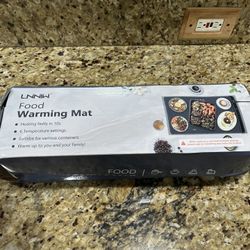 LNNIW
Food
Warming Mat
• Heating fastly in 10s
• 6 Temperature settings
• Suitable for various containers
• Warm up to you and your family!
FOOD